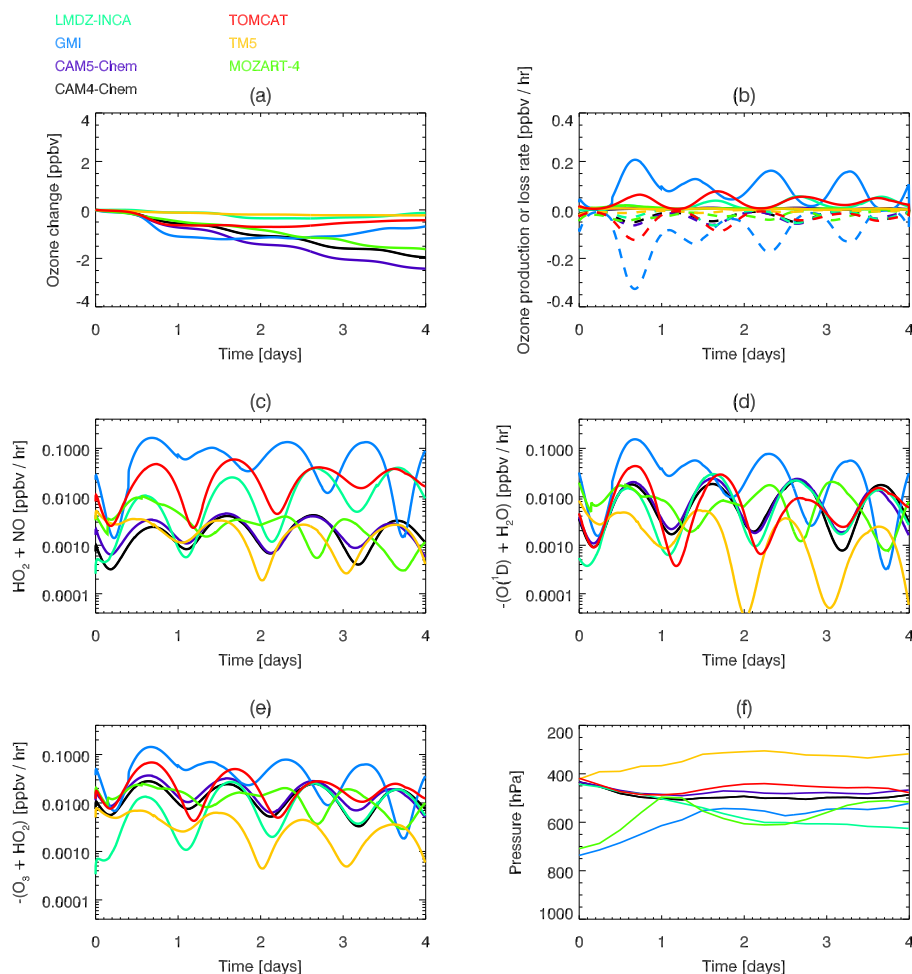 LMDZ-INCA TOMCAT
GMI TM5
CAM5-Chem MOZART-4
CAM4-Chem
(a)
Ozone change [ppbv]
4
2
0
-2
-4
0 1 2 3 4
Time [days]
(b)
Ozone production or loss rate [ppbv / hr]
0.4
0.2
0.0
-0.2
-0.4
0 1 2 3 4
Time [days]
(c)
HO₂ + NO [ppbv / hr]
0.1000
0.0100
0.0010
0.0001
0 1 2 3 4
Time [days]
(d)
-(O(¹D) + H₂O) [ppbv / hr]
0.1000
0.0100
0.0010
0.0001
0 1 2 3 4
Time [days]
(e)
-(O₃ + HO₂) [ppbv / hr]
0.1000
0.0100
0.0010
0.0001
0 1 2 3 4
Time [days]
(f)
Pressure [hPa]
200
400
600
800
1000
0 1 2 3 4
Time [days]